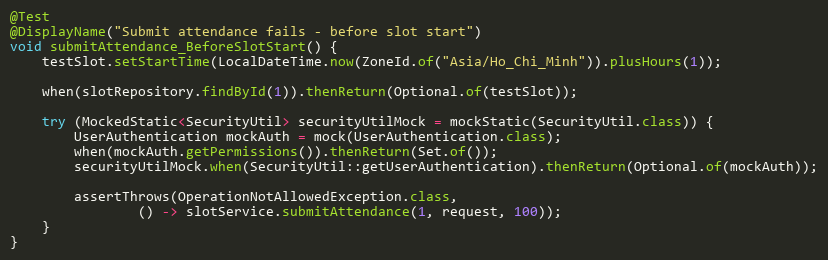 @Test
@DisplayName("Submit attendance fails - before slot start")
void submitAttendance_BeforeSlotStart() {
    testSlot.setStartTime(LocalDateTime.now(ZoneId.of("Asia/Ho_Chi_Minh")).plusHours(1));

    when(slotRepository.findById(1)).thenReturn(Optional.of(testSlot));

    try (MockedStatic<SecurityUtil> securityUtilMock = mockStatic(SecurityUtil.class)) {
        UserAuthentication mockAuth = mock(UserAuthentication.class);
        when(mockAuth.getPermissions()).thenReturn(Set.of());
        securityUtilMock.when(SecurityUtil::getUserAuthentication).thenReturn(Optional.of(mockAuth));

        assertThrows(OperationNotAllowedException.class,
                () -> slotService.submitAttendance(1, request, 100));
    }
}